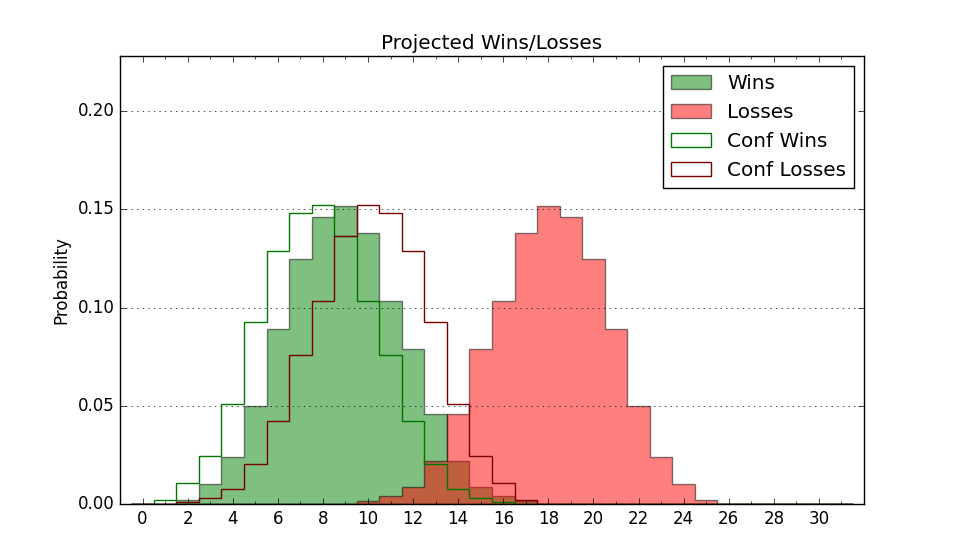 Projected Wins/Losses
Wins
Losses
Conf Wins
Conf Losses
Probability
0.20
0.15
0.10
0.05
0.00
0 2 4 6 8 10 12 14 16 18 20 22 24 26 28 30